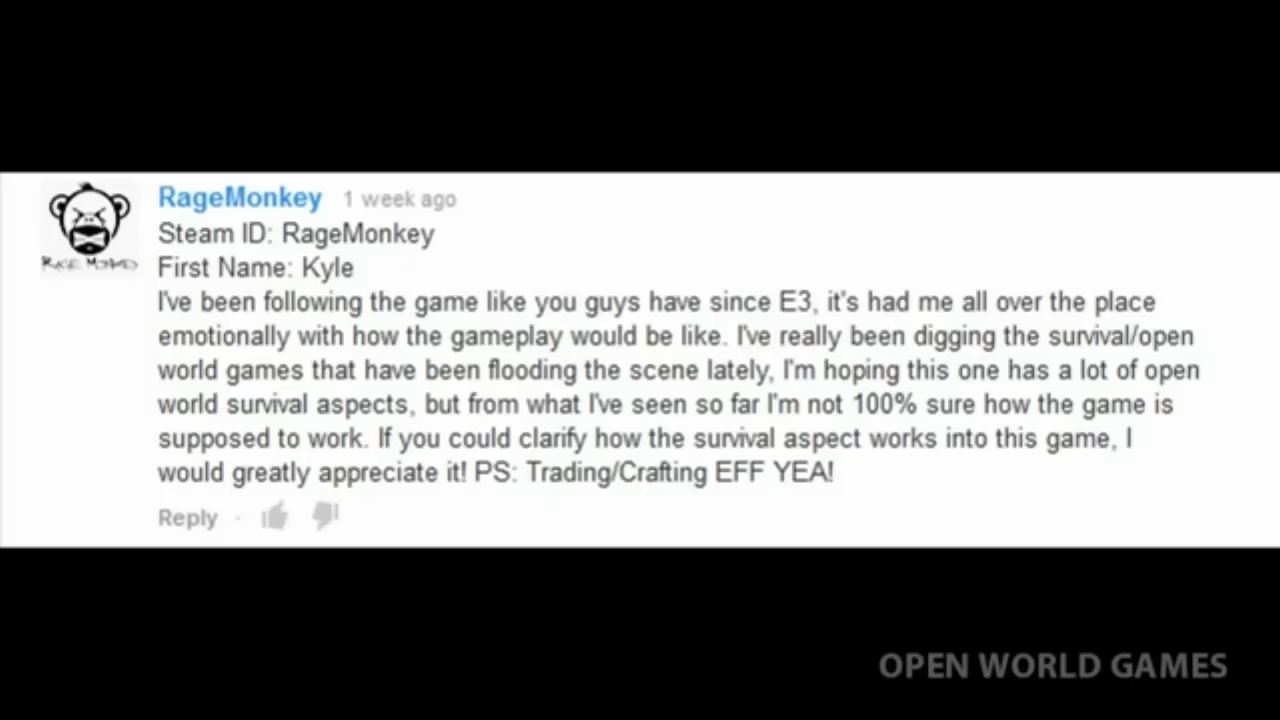 RageMonkey 1 week ago
Steam ID: RageMonkey
First Name: Kyle
I've been following the game like you guys have since E3, it's had me all over the place
emotionally with how the gameplay would be like. I've really been digging the survival/open
world games that have been flooding the scene lately, I'm hoping this one has a lot of open
world survival aspects, but from what I've seen so far I'm not 100% sure how the game is
supposed to work. If you could clarify how the survival aspect works into this game, I
would greatly appreciate it! PS: Trading/Crafting EFF YEA!
RAGE MONKEY
Reply ·
OPEN WORLD GAMES